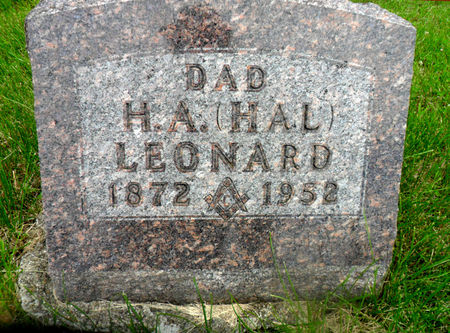 DAD
H.A. (HAL)
LEONARD
1872 1952